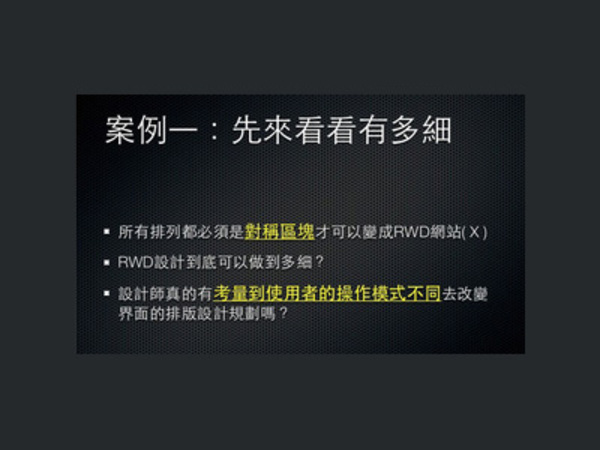 案例一：先來看看有多細
所有排列都必須是對稱區塊才可以變成RWD網站( X )
RWD設計到底可以做到多細？
設計師真的有考量到使用者的操作模式不同去改變
界面的排版設計規劃嗎？